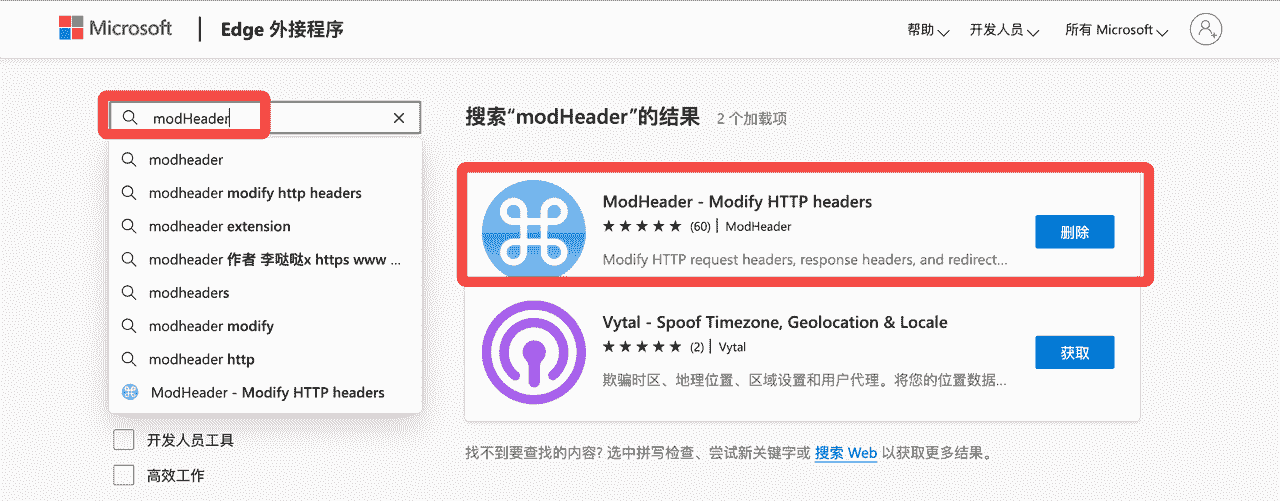 Microsoft | Edge 外接程序 帮助 开发人员 所有 Microsoft
modHeader
搜索“modHeader”的结果 2 个加载项
modheader
modheader modify http headers
modheader extension
modheader 作者 李哒哒x https www ...
modheaders
modheader modify
modheader http
ModHeader - Modify HTTP headers
开发人员工具
高效工作
ModHeader - Modify HTTP headers
★ ★ ★ ★ ★ (60) | ModHeader
Modify HTTP request headers, response headers, and redirect...
删除
Vytal - Spoof Timezone, Geolocation & Locale
★ ★ ★ ★ ★ (2) | Vytal
欺骗时区、地理位置、区域设置和用户代理。将您的位置数据...
获取
找不到要查找的内容? 选中拼写检查、尝试新关键字或 搜索 Web 以获取更多结果。